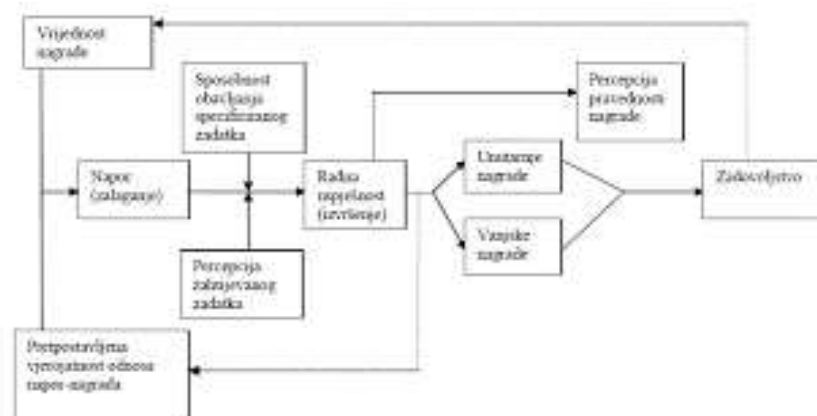 Vrijednost
nagrade
Sposobnost
obavljanja
specificiranog
zadatka
Percepcija
pravednosti
nagrade
Napor
(zalaganje)
Radna
uspješnost
(izvršenje)
Unutarnje
nagrade
Zadovoljstvo
Vanjske
nagrade
Percepcija
zahtijevanog
zadatka
Pretpostavljena
vjerojatnost odnosa
napor-nagrada